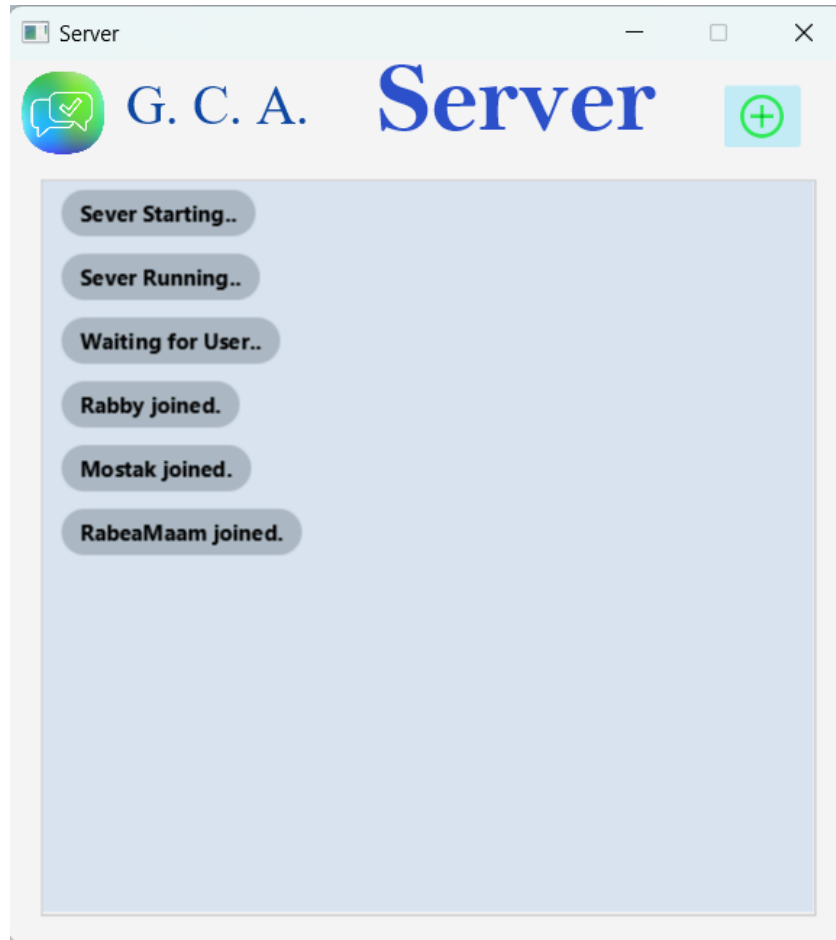 Server
G. C. A. Server
Sever Starting..
Sever Running..
Waiting for User..
Rabby joined.
Mostak joined.
RabeaMaam joined.